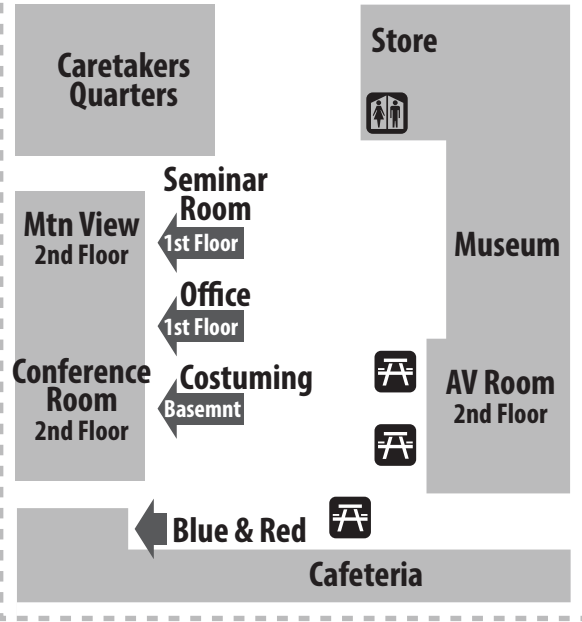 Caretakers
Quarters
Store
Seminar
Room
1st Floor
Mtn View
2nd Floor
Museum
Office
1st Floor
Conference
Room
2nd Floor
Costuming
Basemnt
AV Room
2nd Floor
Blue & Red
Cafeteria